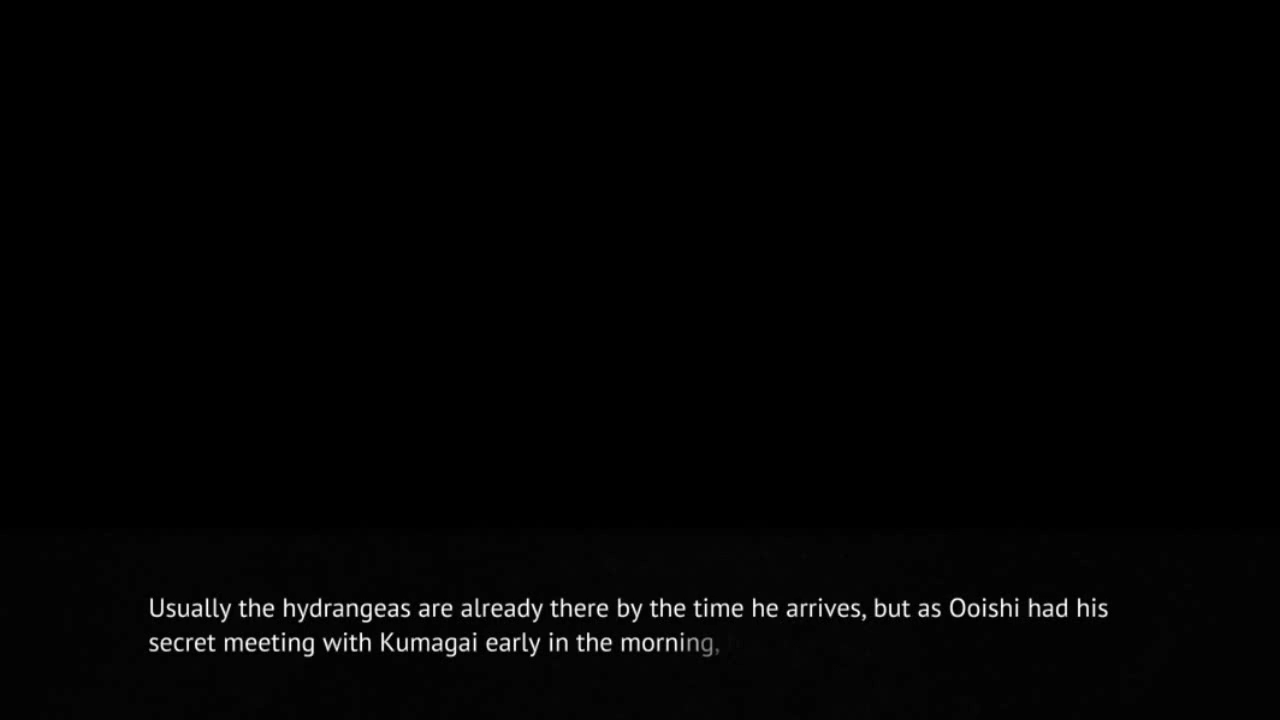 Usually the hydrangeas are already there by the time he arrives, but as Ooishi had his
secret meeting with Kumagai early in the morning,